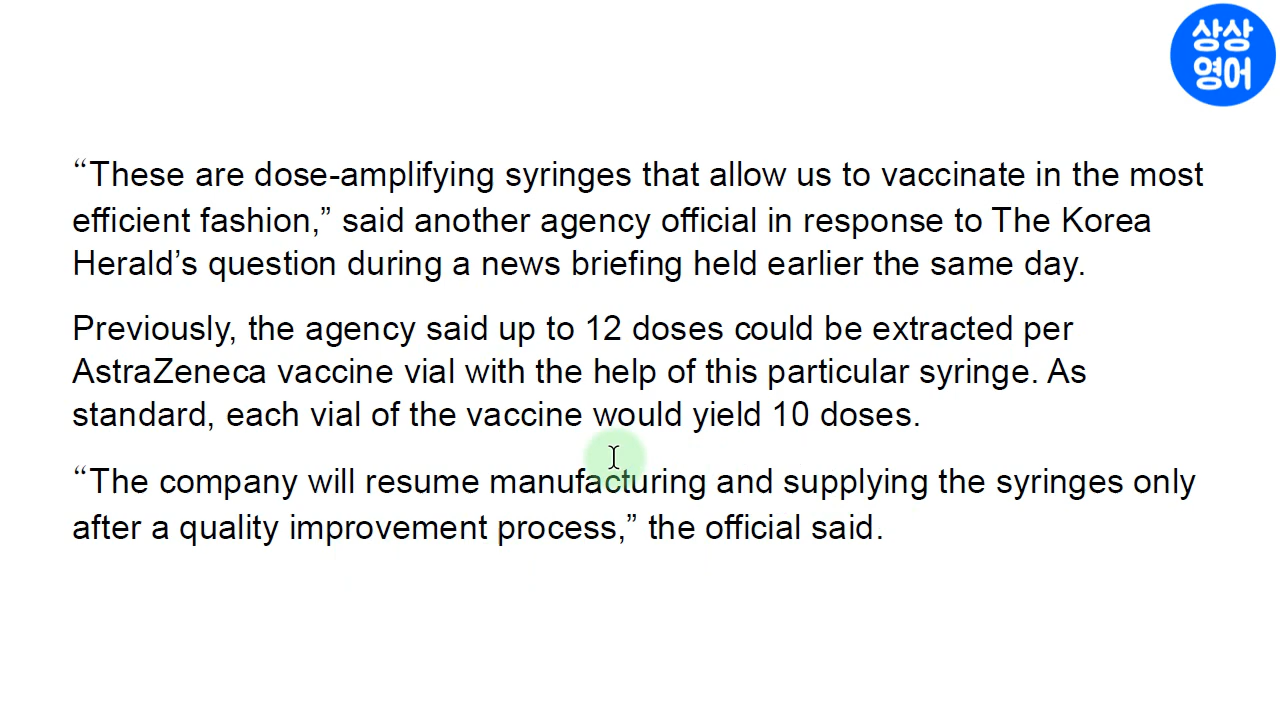 상상
영어
“These are dose-amplifying syringes that allow us to vaccinate in the most
efficient fashion,” said another agency official in response to The Korea
Herald’s question during a news briefing held earlier the same day.
Previously, the agency said up to 12 doses could be extracted per
AstraZeneca vaccine vial with the help of this particular syringe. As
standard, each vial of the vaccine would yield 10 doses.
“The company will resume manufacturing and supplying the syringes only
after a quality improvement process,” the official said.